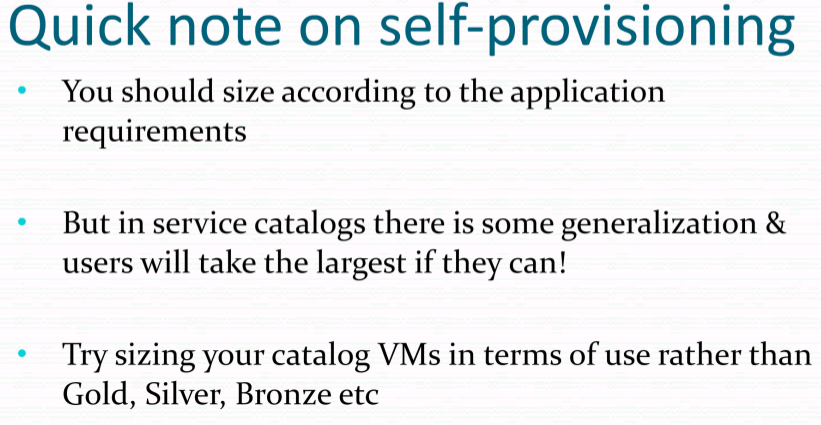 Quick note on self-provisioning
• You should size according to the application
requirements
• But in service catalogs there is some generalization &
users will take the largest if they can!
• Try sizing your catalog VMs in terms of use rather than
Gold, Silver, Bronze etc